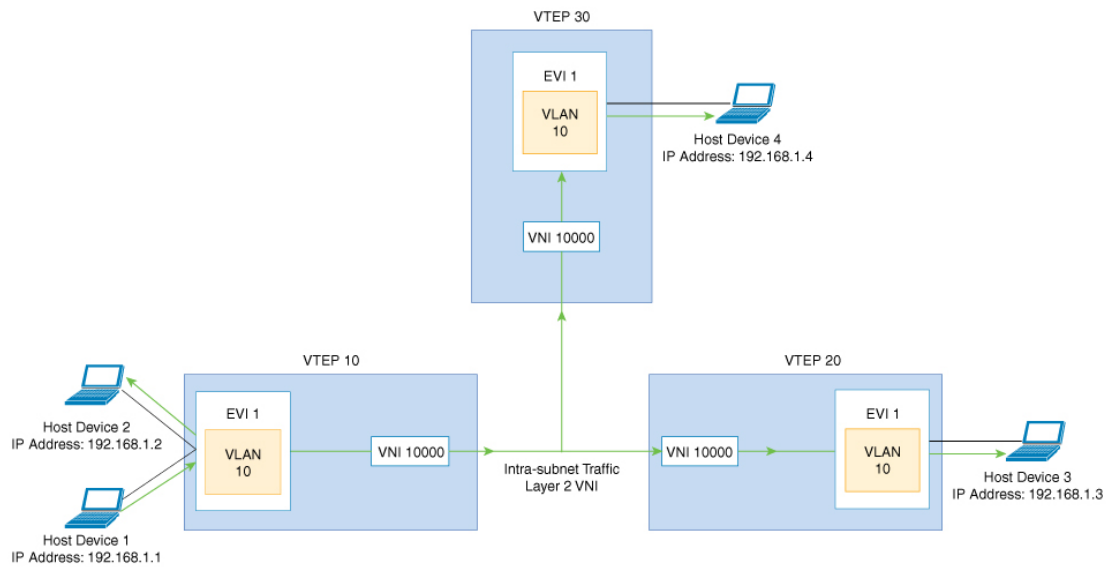 VTEP 30
EVI 1
VLAN
10
Host Device 4
IP Address: 192.168.1.4
VNI 10000
VTEP 10
EVI 1
VLAN
10
VNI 10000
Host Device 2
IP Address: 192.168.1.2
Host Device 1
IP Address: 192.168.1.1
Intra-subnet Traffic
Layer 2 VNI
VTEP 20
VNI 10000
EVI 1
VLAN
10
Host Device 3
IP Address: 192.168.1.3